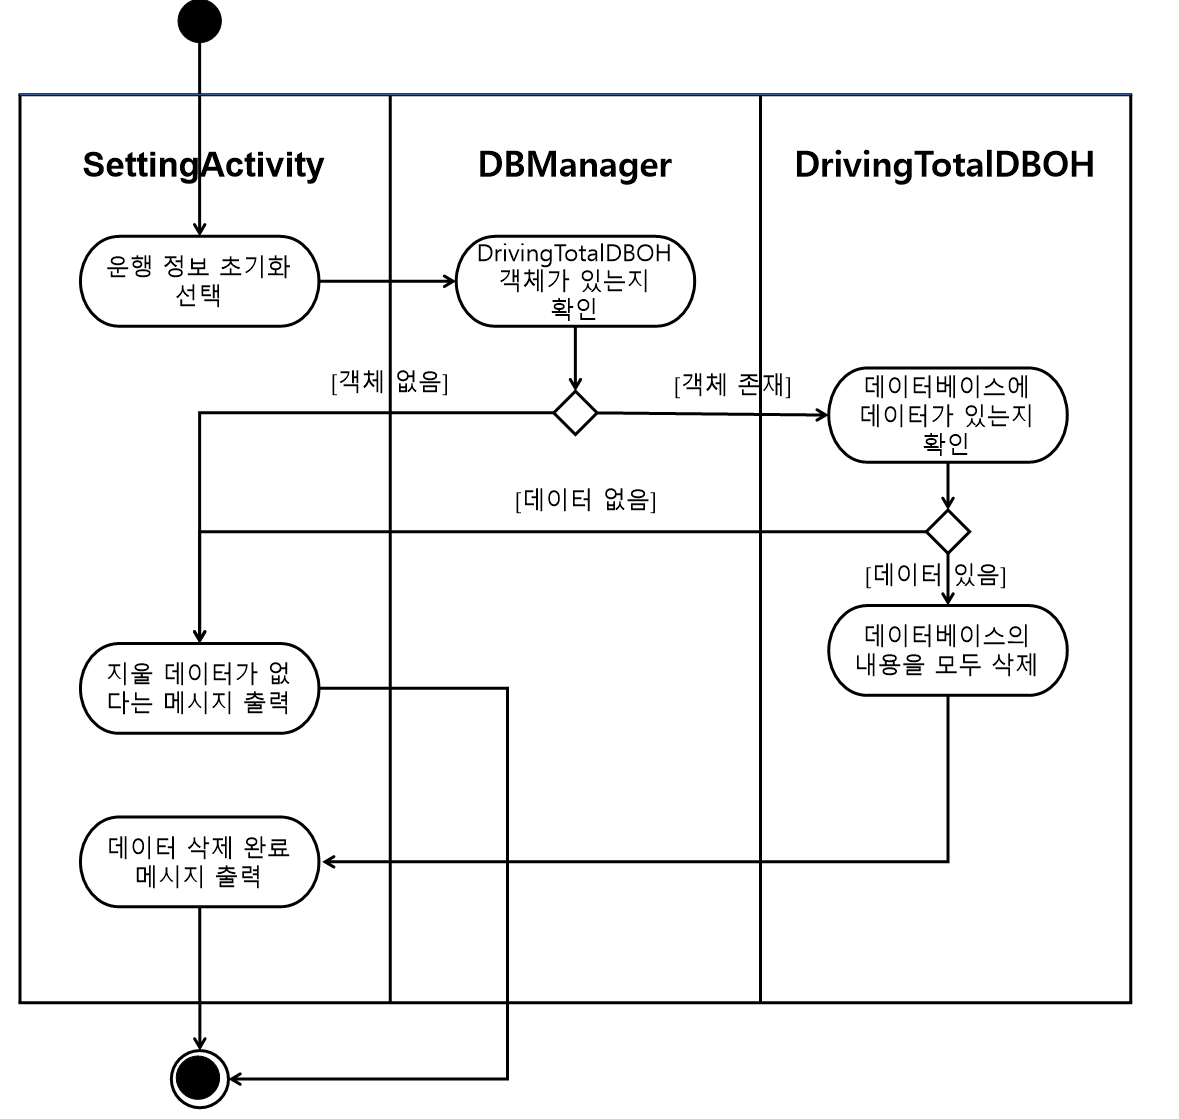 SettingActivity
DBManager
DrivingTotalDBOH
운행 정보 초기화
선택
DrivingTotalDBOH
객체가 있는지
확인
[객체 없음]
[객체 존재]
데이터베이스에
데이터가 있는지
확인
[데이터 없음]
[데이터 있음]
데이터베이스의
내용을 모두 삭제
지울 데이터가 없
다는 메시지 출력
데이터 삭제 완료
메시지 출력